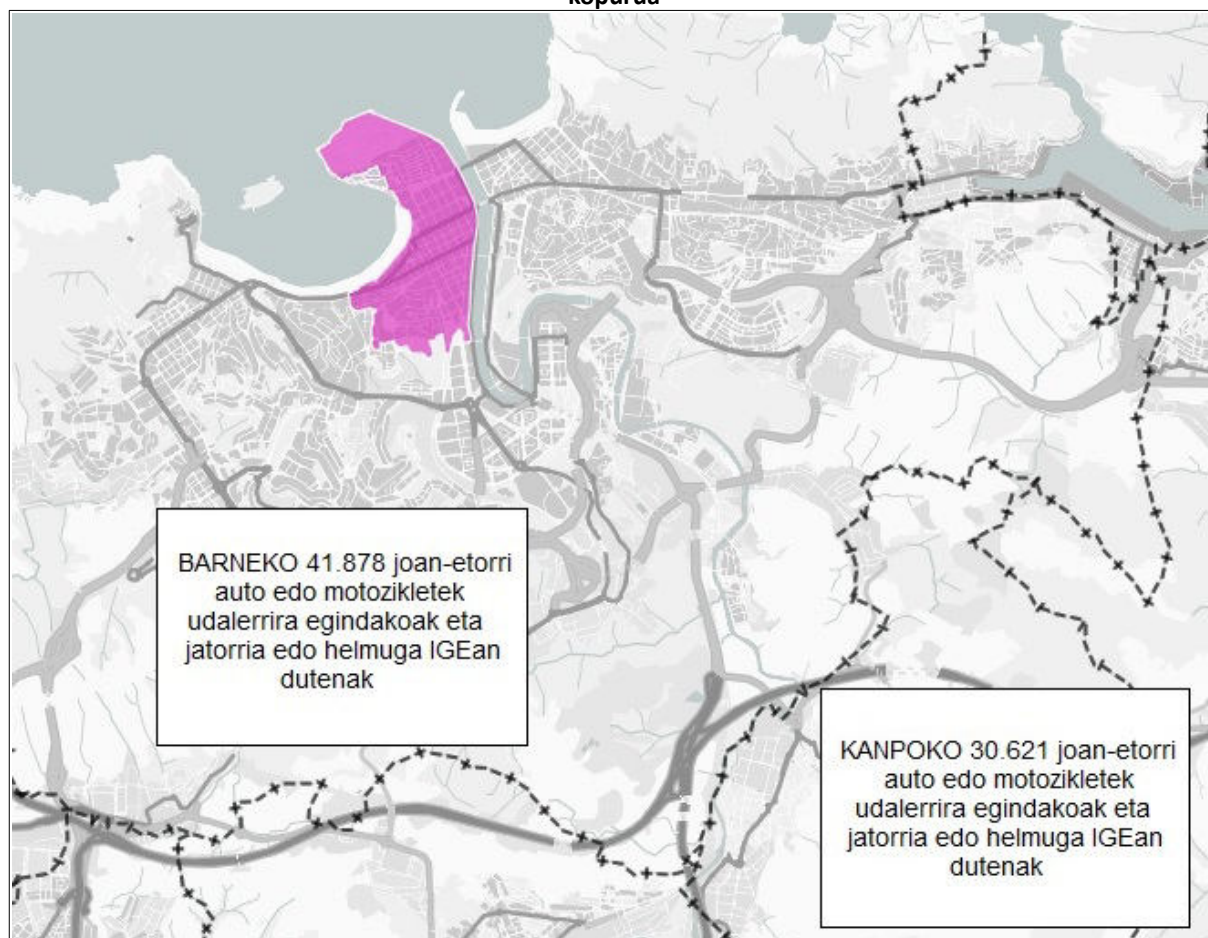 kopurua
BARNEKO 41.878 joan-etorri
auto edo motozikletek
udalerrira egindakoak eta
jatorria edo helmuga IGEan
dutenak
KANPOKO 30.621 joan-etorri
auto edo motozikletek
udalerrira egindakoak eta
jatorria edo helmuga IGEan
dutenak